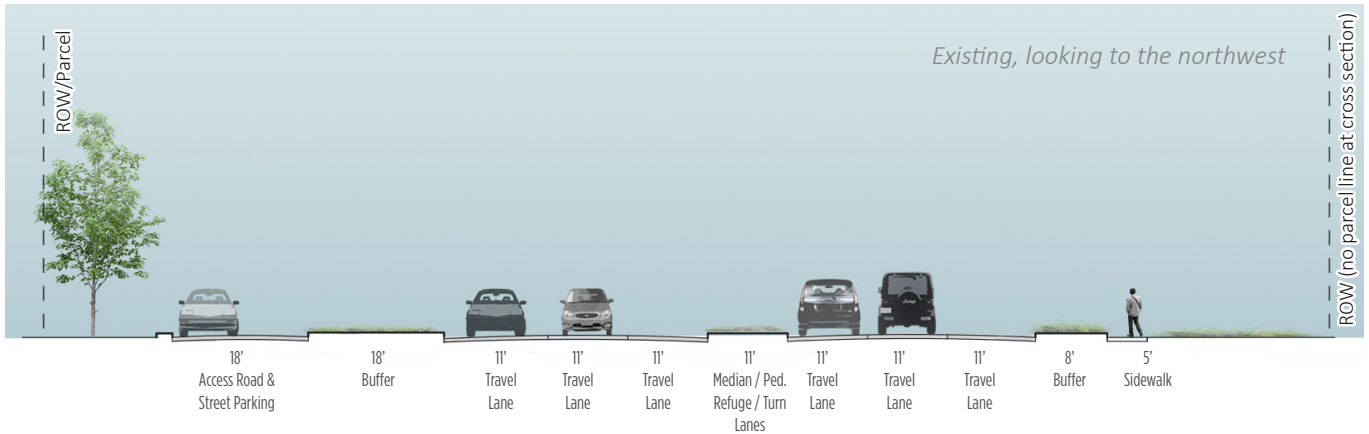 ROW/Parcel
Existing, looking to the northwest
ROW (no parcel line at cross section)
18'
Access Road &
Street Parking
18'
Buffer
11'
Travel
Lane
11'
Travel
Lane
11'
Travel
Lane
11'
Median / Ped.
Refuge / Turn
Lanes
11'
Travel
Lane
11'
Travel
Lane
11'
Travel
Lane
8'
Buffer
5'
Sidewalk